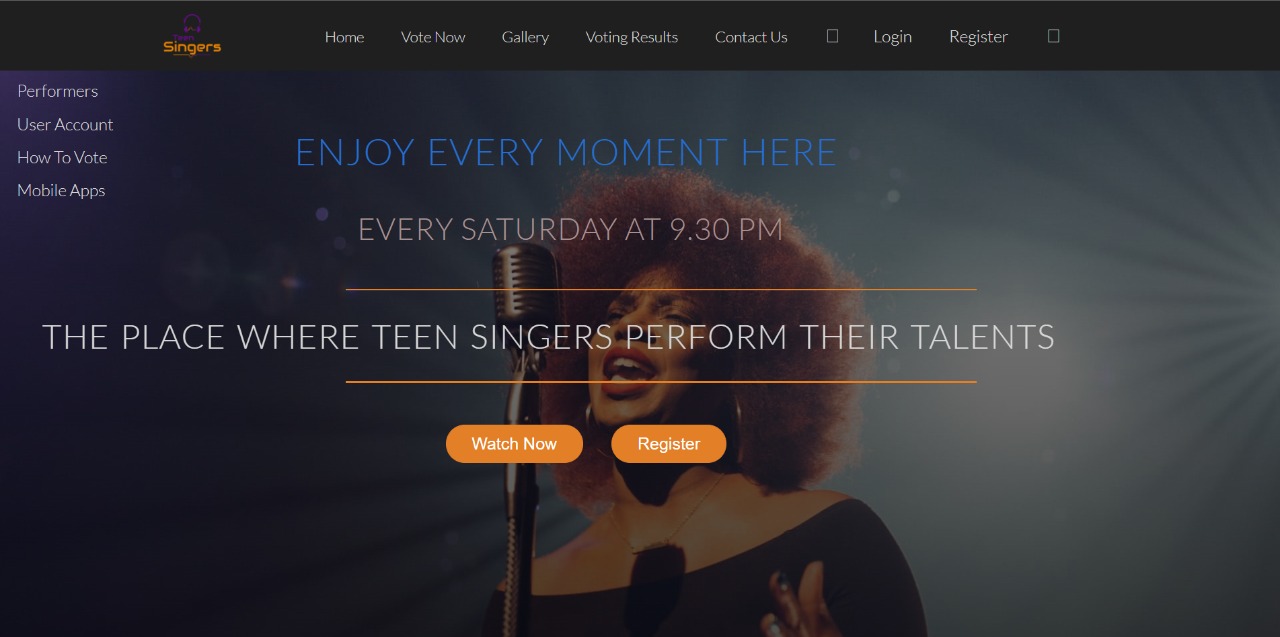 Teen
Singers
Home Vote Now Gallery Voting Results Contact Us Login Register
Performers
User Account
How To Vote
Mobile Apps
ENJOY EVERY MOMENT HERE
EVERY SATURDAY AT 9.30 PM
THE PLACE WHERE TEEN SINGERS PERFORM THEIR TALENTS
Watch Now Register